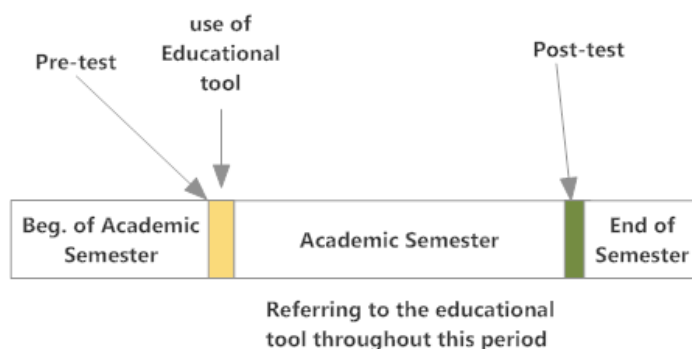 use of
Educational
tool
Pre-test
Post-test
Beg. of Academic
Semester
Academic Semester
End of
Semester
Referring to the educational
tool throughout this period